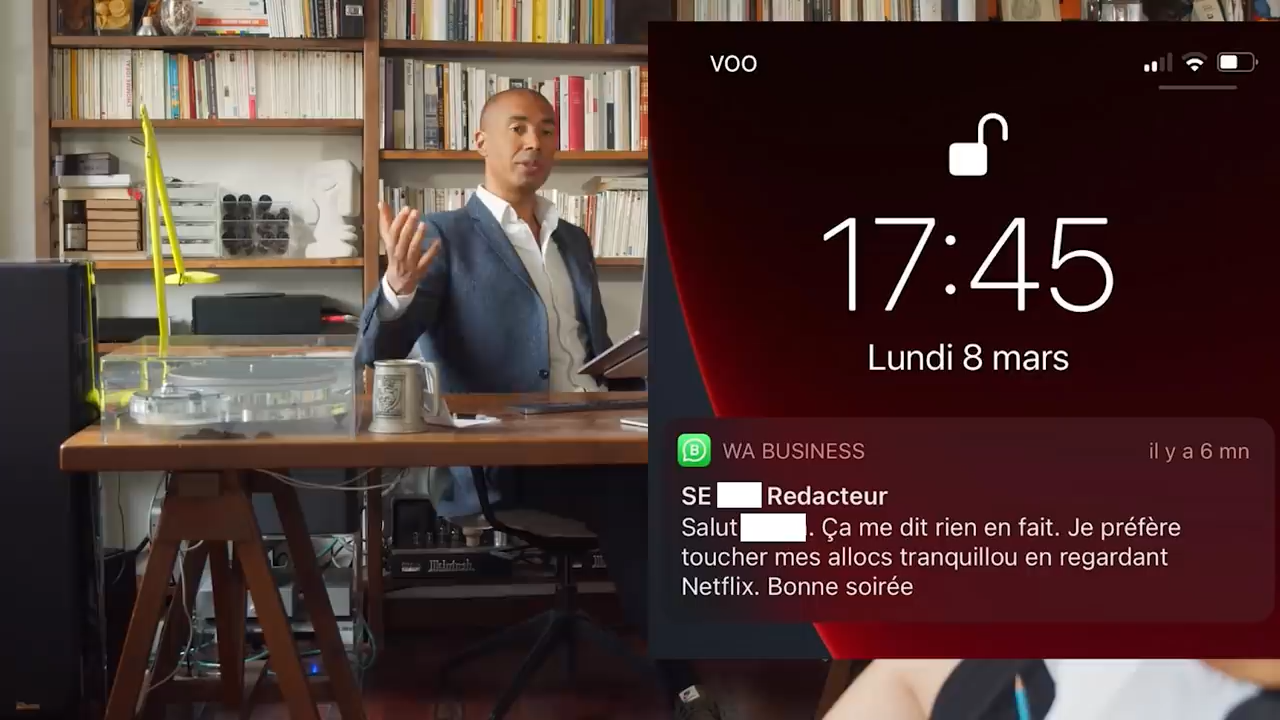 VOO
17:45
Lundi 8 mars
WA BUSINESS
il y a 6 mn
SE Redacteur
Salut . Ça me dit rien en fait. Je préfère
toucher mes allocs tranquillou en regardant
Netflix. Bonne soirée